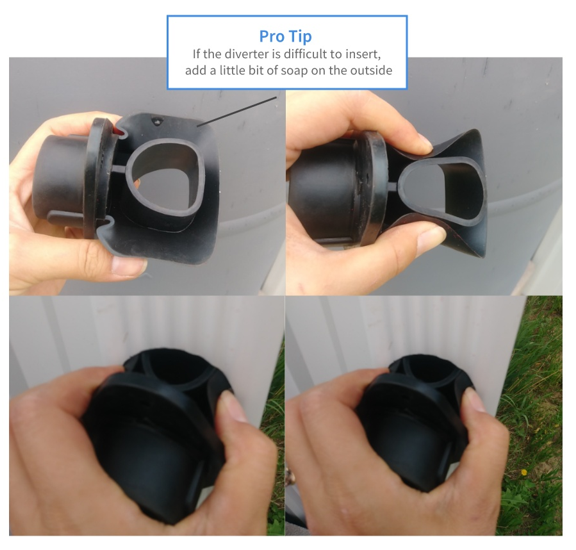 Pro Tip
If the diverter is difficult to insert,
add a little bit of soap on the outside